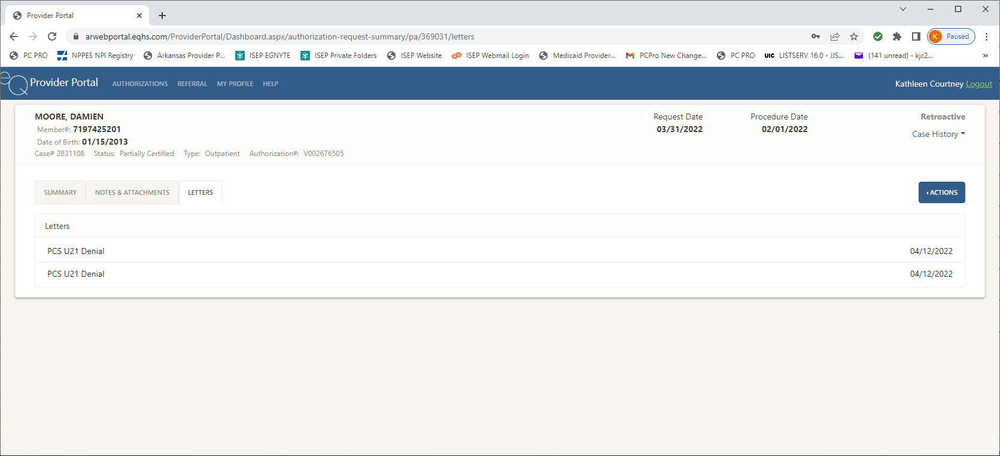 Provider Portal
arwebportal.eqhs.com/ProviderPortal/Dashboard.aspx/authorization-request-summary/pa/369031/letters
K Paused
PC PRO NPPES NPI Registry Arkansas Provider P... ISEP EGNYTE ISEP Private Folders ISEP Website ISEP Webmail Login Medicaid Provider... PCPro New Change... PC PRO UIC LISTSERV 16.0 - JJS... (141 unread) - kjc2... »
eQ Provider Portal AUTHORIZATIONS REFERRAL MY PROFILE HELP Kathleen Courtney Logout
MOORE, DAMIEN Request Date Procedure Date Retroactive
Member#: 7197425201 03/31/2022 02/01/2022 Case History
Date of Birth: 01/15/2013
Case# 2831108 Status: Partially Certified Type: Outpatient Authorization#: V002676505
SUMMARY NOTES & ATTACHMENTS LETTERS ACTIONS
Letters
PCS U21 Denial 04/12/2022
PCS U21 Denial 04/12/2022